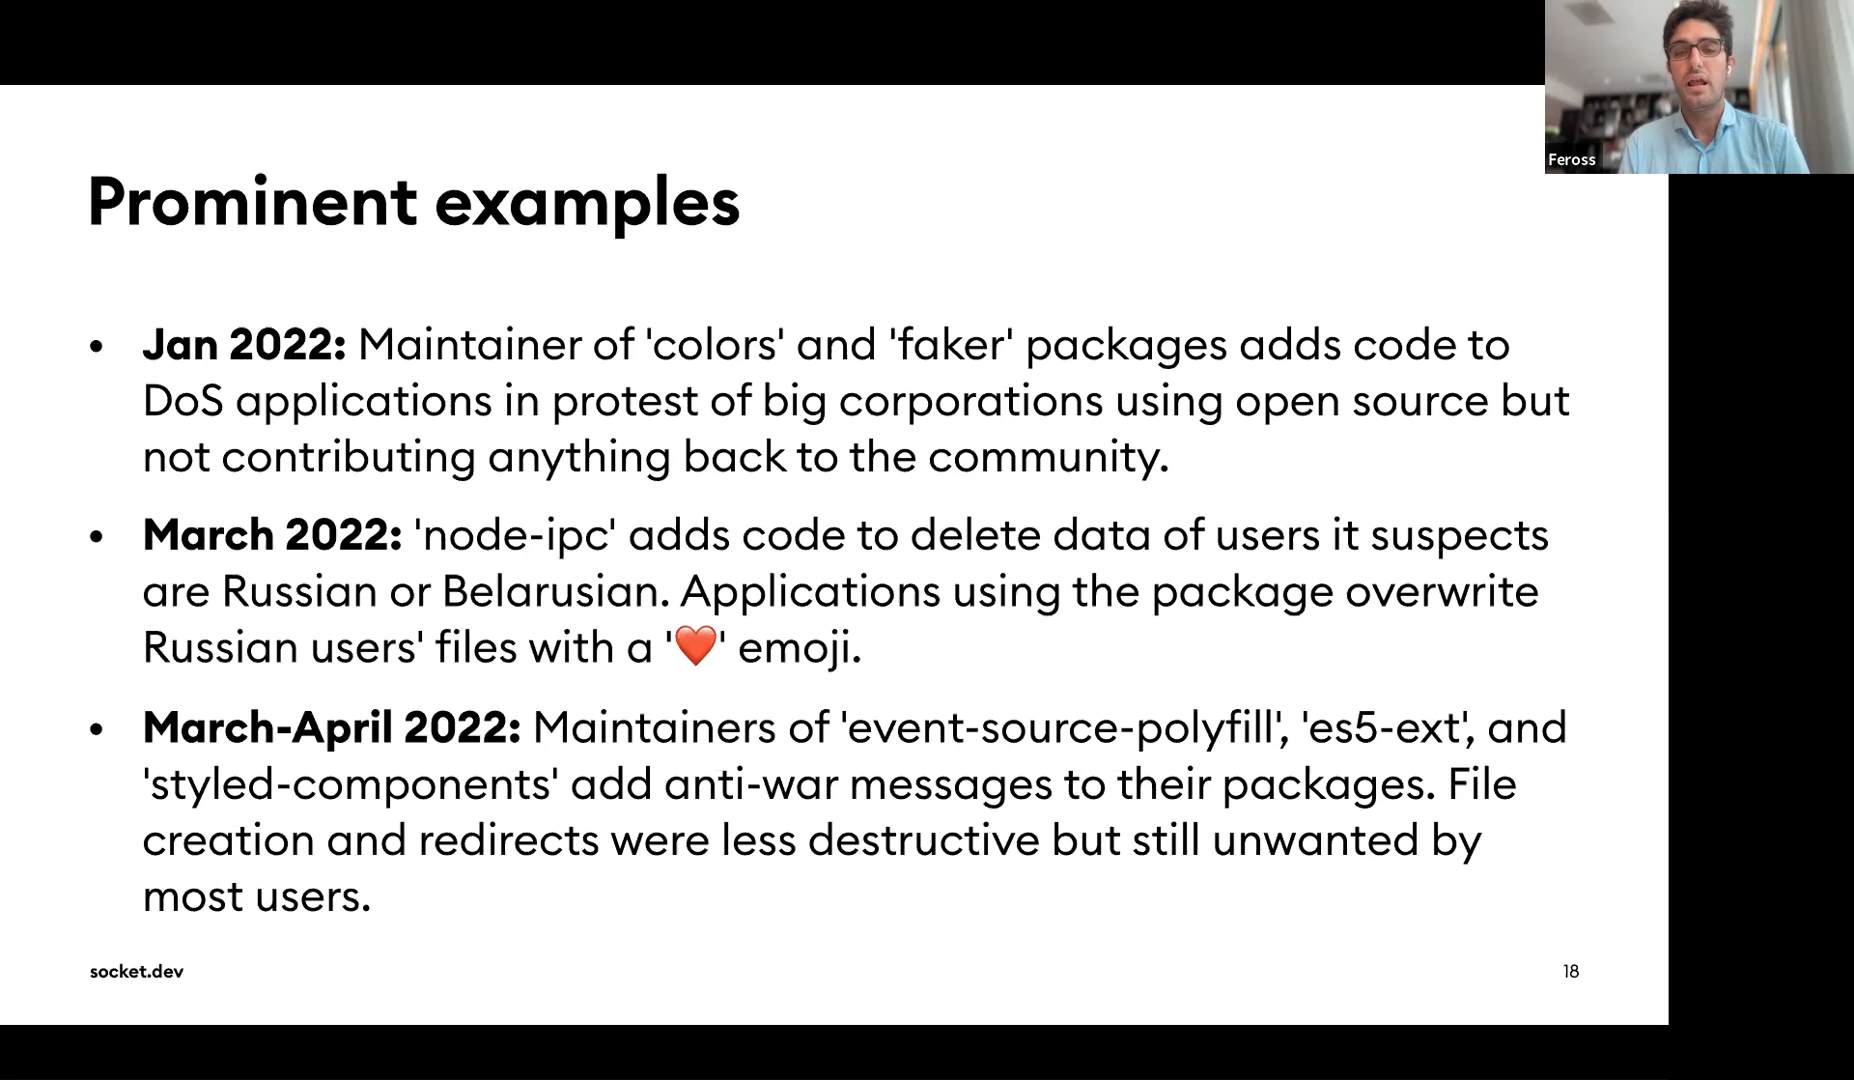 Feross
Prominent examples
• Jan 2022: Maintainer of 'colors' and 'faker' packages adds code to
DoS applications in protest of big corporations using open source but
not contributing anything back to the community.
• March 2022: 'node-ipc' adds code to delete data of users it suspects
are Russian or Belarusian. Applications using the package overwrite
Russian users' files with a '❤️' emoji.
• March-April 2022: Maintainers of 'event-source-polyfill', 'es5-ext', and
'styled-components' add anti-war messages to their packages. File
creation and redirects were less destructive but still unwanted by
most users.
socket.dev
18